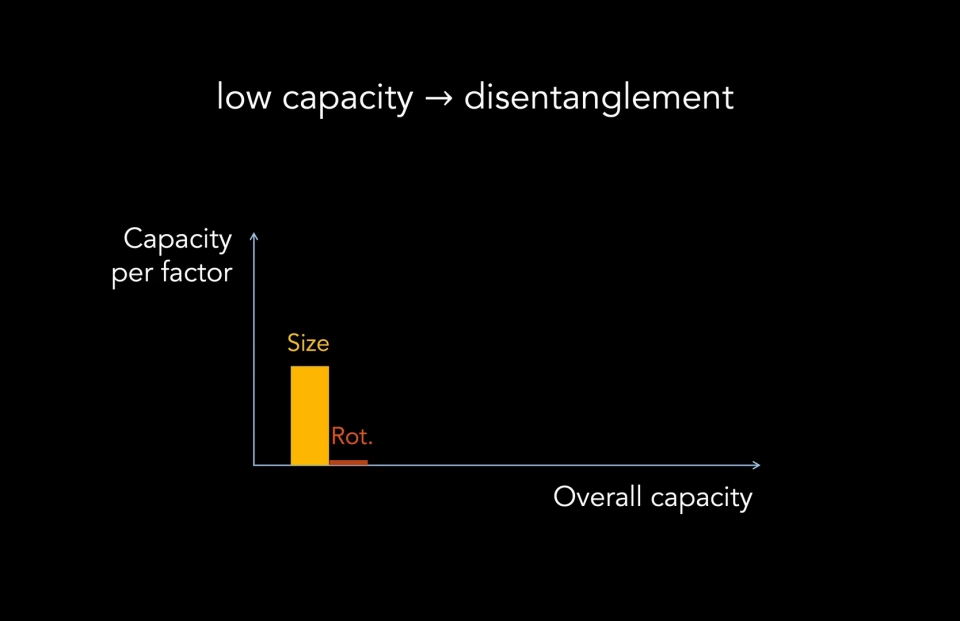 low capacity → disentanglement
Capacity
per factor
Size
Rot.
Overall capacity